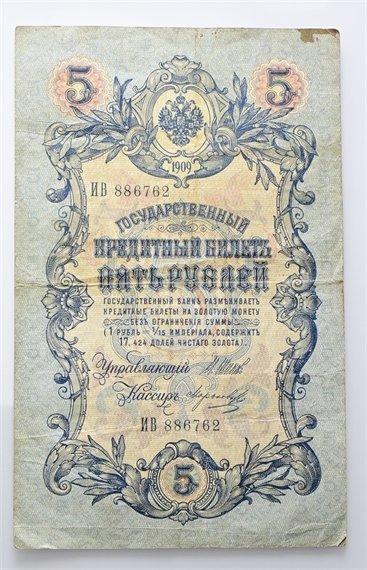 5 5
1909
ИВ 886762
ГОСУДАРСТВЕННЫЙ
КРЕДИТНЫЙ БИЛЕТЪ
ПЯТЬ РУБЛЕЙ
ГОСУДАРСТВЕННЫЙ БАНКЪ РАЗМѢНИВАЕТЪ
КРЕДИТНЫЕ БИЛЕТЫ НА ЗОЛОТУЮ МОНЕТУ
БЕЗЪ ОГРАНИЧЕНІЯ СУММЫ
(1 РУБЛЬ = 1/15 ИМПЕРІАЛА, СОДЕРЖИТЪ
17,424 ДОЛЕЙ ЧИСТАГО ЗОЛОТА).
Управляющій
Кассиръ
ИВ 886762
5